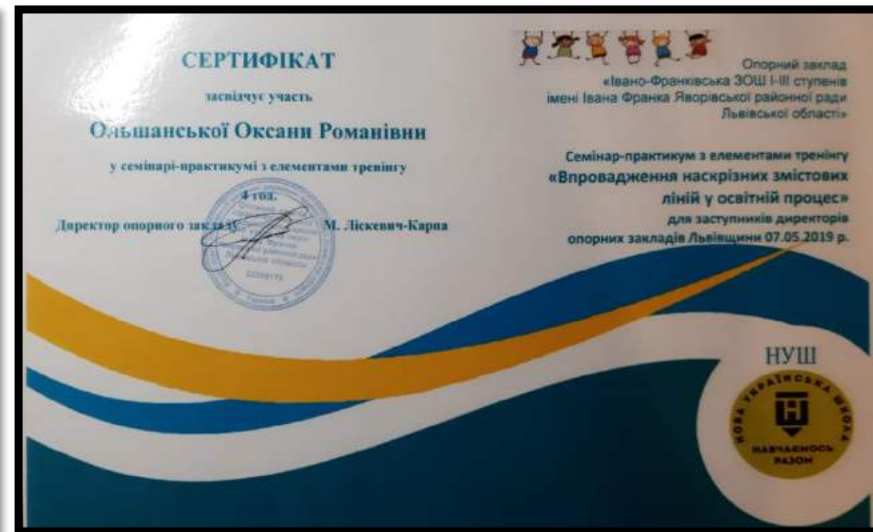 СЕРТИФІКАТ
засвідчує участь
Ольшанської Оксани Романівни
у семінарі-практикумі з елементами тренінгу
4 год.
Директор опорного закладу
М. Ліскевич-Карпа
Опорний заклад
«Івано-Франківська ЗОШ І-ІІІ ступенів
імені Івана Франка Яворівської районної ради
Львівської області»
Семінар-практикум з елементами тренінгу
«Впровадження наскрізних змістових
ліній у освітній процес»
для заступників директорів
опорних закладів Львівщини 07.05.2019 р.
НУШ
НОВА УКРАЇНСЬКА ШКОЛА
Н
НАВЧАЄМОСЬ
РАЗОМ